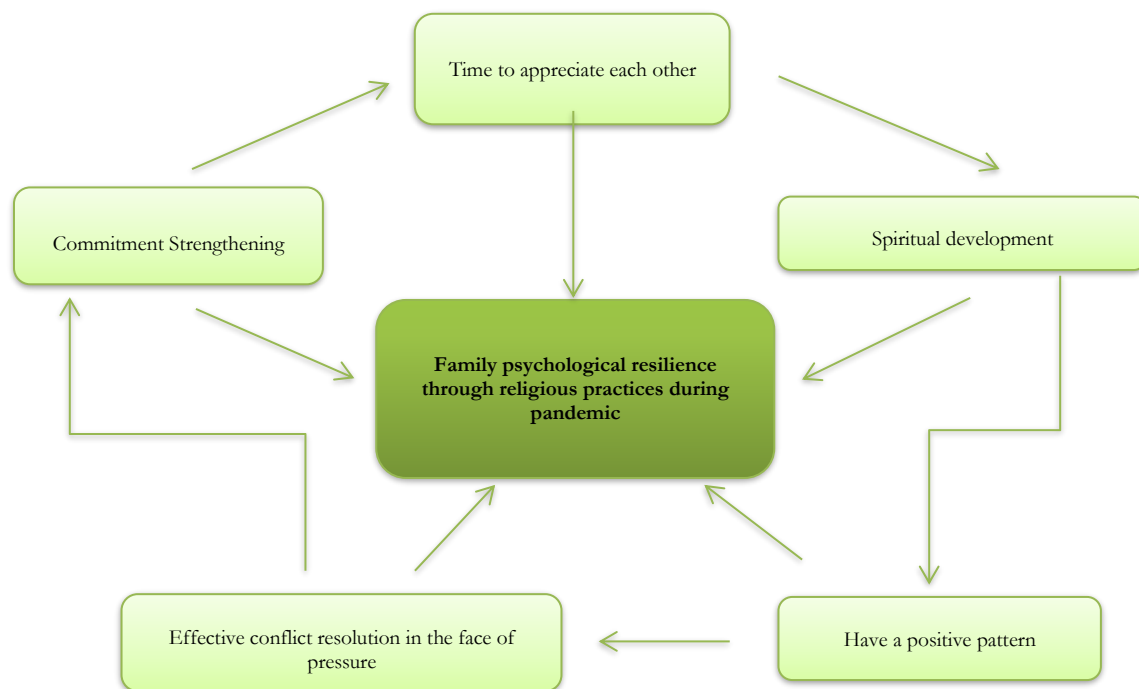 Time to appreciate each other
Commitment Strengthening
Spiritual development
Family psychological resilience
through religious practices during
pandemic
Effective conflict resolution in the face of
pressure
Have a positive pattern